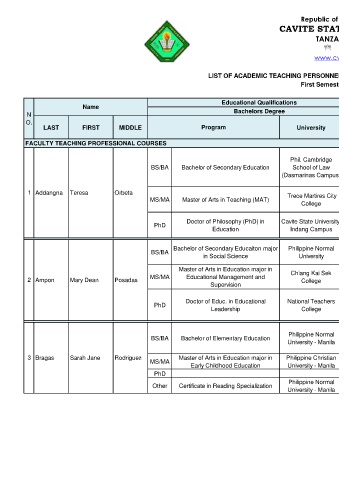 Republic of
CAVITE STAT
TANZA
www.cv
LIST OF ACADEMIC TEACHING PERSONNE
First Semest
NO. Name Educational Qualifications
Bachelors Degree
LAST FIRST MIDDLE Program University
FACULTY TEACHING PROFESSIONAL COURSES
1 Addangna Teresa Orbeta
BS/BA Bachelor of Secondary Education Phil. Cambridge
School of Law
(Dasmarinas Campus
MS/MA Master of Arts in Teaching (MAT) Trece Martires City
College
PhD Doctor of Philosophy (PhD) in
Education Cavite State University
Indang Campus
2 Ampon Mary Dean Posadas
BS/BA Bachelor of Secondary Educaiton major
in Social Science Philippine Normal
University
MS/MA Master of Arts in Education major in
Educational Management and
Supervision Chiang Kai Sek
College
PhD Doctor of Educ. in Educational
Leadership National Teachers
College
3 Bragas Sarah Jane Rodriguez
BS/BA Bachelor of Elementary Education Philippine Normal
University - Manila
MS/MA Master of Arts in Education major in
Early Childhood Education Philippine Christian
University - Manila
PhD
Other Certificate in Reading Specialization Philippine Normal
University - Manila